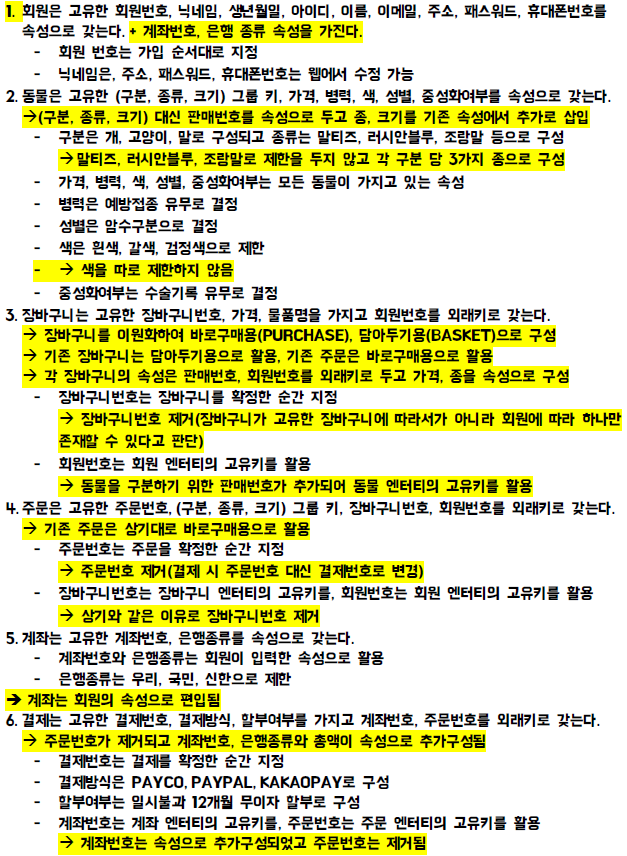 1. 회원은 고유한 회원번호, 닉네임, 생년월일, 아이디, 이름, 이메일, 주소, 패스워드, 휴대폰번호를
속성으로 갖는다. + 계좌번호, 은행 종류 속성을 가진다.
- 회원 번호는 가입 순서대로 지정
- 닉네임은, 주소, 패스워드, 휴대폰번호는 웹에서 수정 가능
2. 동물은 고유한 (구분, 종류, 크기) 그룹 키, 가격, 병력, 색, 성별, 중성화여부를 속성으로 갖는다.
→(구분, 종류, 크기) 대신 판매번호를 속성으로 두고 종, 크기를 기존 속성에서 추가로 삽입
- 구분은 개, 고양이, 말로 구성되고 종류는 말티즈, 러시안블루, 조랑말 등으로 구성
→말티즈, 러시안블루, 조랑말로 제한을 두지 않고 각 구분 당 3가지 종으로 구성
- 가격, 병력, 색, 성별, 중성화여부는 모든 동물이 가지고 있는 속성
- 병력은 예방접종 유무로 결정
- 성별은 암수구분으로 결정
- 색은 흰색, 갈색, 검정색으로 제한
- → 색을 따로 제한하지 않음
- 중성화여부는 수술기록 유무로 결정
3. 장바구니는 고유한 장바구니번호, 가격, 물품명을 가지고 회원번호를 외래키로 갖는다.
→ 장바구니를 이원화하여 바로구매용(PURCHASE), 담아두기용(BASKET)으로 구성
→ 기존 장바구니는 담아두기용으로 활용, 기존 주문은 바로구매용으로 활용
→ 각 장바구니의 속성은 판매번호, 회원번호를 외래키로 두고 가격, 종을 속성으로 구성
- 장바구니번호는 장바구니를 확정한 순간 지정
→ 장바구니번호 제거(장바구니가 고유한 장바구니에 따라서가 아니라 회원에 따라 하나만
존재할 수 있다고 판단)
- 회원번호는 회원 엔터티의 고유키를 활용
→ 동물을 구분하기 위한 판매번호가 추가되어 동물 엔터티의 고유키를 활용
4. 주문은 고유한 주문번호, (구분, 종류, 크기) 그룹 키, 장바구니번호, 회원번호를 외래키로 갖는다.
→ 기존 주문은 상기대로 바로구매용으로 활용
- 주문번호는 주문을 확정한 순간 지정
→ 주문번호 제거(결제 시 주문번호 대신 결제번호로 변경)
- 장바구니번호는 장바구니 엔터티의 고유키를, 회원번호는 회원 엔터티의 고유키를 활용
→ 상기와 같은 이유로 장바구니번호 제거
5. 계좌는 고유한 계좌번호, 은행종류를 속성으로 갖는다.
- 계좌번호와 은행종류는 회원이 입력한 속성으로 활용
- 은행종류는 우리, 국민, 신한으로 제한
→ 계좌는 회원의 속성으로 편입됨
6. 결제는 고유한 결제번호, 결제방식, 할부여부를 가지고 계좌번호, 주문번호를 외래키로 갖는다.
→ 주문번호가 제거되고 계좌번호, 은행종류와 총액이 속성으로 추가구성됨
- 결제번호는 결제를 확정한 순간 지정
- 결제방식은 PAYCO, PAYPAL, KAKAOPAY로 구성
- 할부여부는 일시불과 12개월 무이자 할부로 구성
- 계좌번호는 계좌 엔터티의 고유키를, 주문번호는 주문 엔터티의 고유키를 활용
→ 계좌번호는 속성으로 추가구성되었고 주문번호는 제거됨